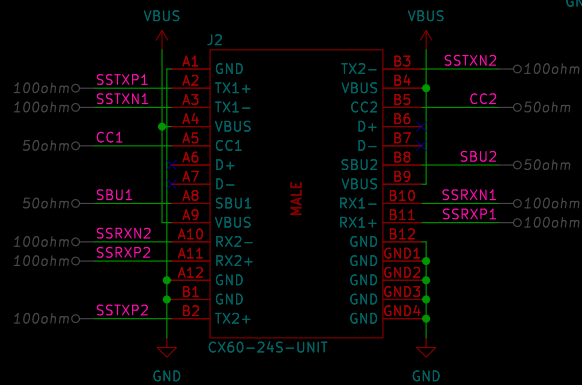 GN
VBUS
VBUS
J2
A1 GND
TX2- B3 SSTXN2 100ohm
100ohm SSTXP1 A2 TX1+
VBUS B4
100ohm SSTXN1 A3 TX1-
CC2 B5 CC2 50ohm
A4 VBUS
D+ B6
50ohm CC1 A5 CC1
D- B7
A6 D+
SBU2 B8 SBU2 50ohm
A7 D-
VBUS B9
50ohm SBU1 A8 SBU1
RX1- B10 SSRXN1 100ohm
A9 VBUS
RX1+ B11 SSRXP1 100ohm
100ohm SSRXN2 A10 RX2-
GND B12
100ohm SSRXP2 A11 RX2+
GND GND1
A12 GND
GND GND2
B1 GND
GND GND3
100ohm SSTXP2 B2 TX2+
GND GND4
MALE
CX60-24S-UNIT
GND
GND